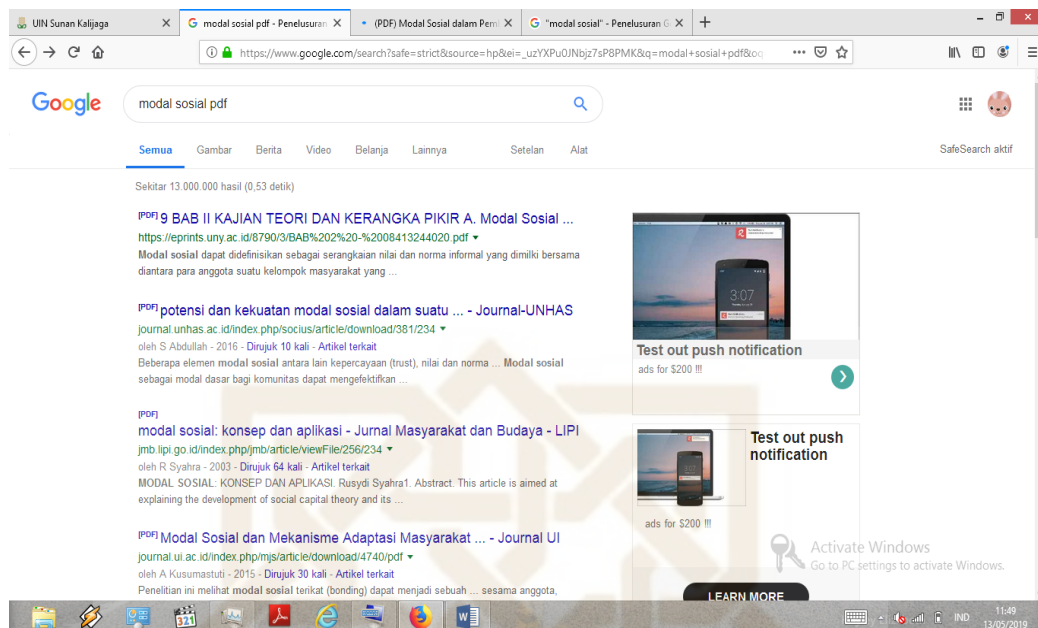 UIN Sunan Kalijaga
modal sosial pdf - Penelusuran
(PDF) Modal Sosial dalam Pem
"modal sosial" - Penelusuran G
https://www.google.com/search?safe=strict&source=hp&ei=_uzYXPu0JNbjz7sP8PMK&q=modal+sosial+pdf&oq
Google
modal sosial pdf
Semua Gambar Berita Video Belanja Lainnya Setelan Alat
SafeSearch aktif
Sekitar 13.000.000 hasil (0,53 detik)
[PDF] 9 BAB II KAJIAN TEORI DAN KERANGKA PIKIR A. Modal Sosial ...
https://eprints.uny.ac.id/8790/3/BAB%202%20-%2008413244020.pdf
Modal sosial dapat didefinisikan sebagai serangkaian nilai dan norma informal yang dimilki bersama
diantara para anggota suatu kelompok masyarakat yang ...
[PDF] potensi dan kekuatan modal sosial dalam suatu ... - Journal-UNHAS
journal.unhas.ac.id/index.php/socius/article/download/381/234
oleh S Abdullah - 2016 - Dirujuk 10 kali - Artikel terkait
Beberapa elemen modal sosial antara lain kepercayaan (trust), nilai dan norma ... Modal sosial
sebagai modal dasar bagi komunitas dapat mengefektifkan ...
[PDF]
modal sosial: konsep dan aplikasi - Jurnal Masyarakat dan Budaya - LIPI
jmb.lipi.go.id/index.php/jmb/article/viewFile/256/234
oleh R Syahra - 2003 - Dirujuk 64 kali - Artikel terkait
MODAL SOSIAL: KONSEP DAN APLIKASI. Rusydi Syahra1. Abstract. This article is aimed at
explaining the development of social capital theory and its ...
[PDF] Modal Sosial dan Mekanisme Adaptasi Masyarakat ... - Journal UI
journal.ui.ac.id/index.php/mjs/article/download/4740/pdf
oleh A Kusumastuti - 2015 - Dirujuk 30 kali - Artikel terkait
Penelitian ini melihat modal sosial terikat (bonding) dapat menjadi sebuah ... sesama anggota,
3:07
Test out push notification
ads for $200 !!!
Test out push
notification
ads for $200 !!!
LEARN MORE
Activate Windows
Go to PC settings to activate Windows.
321
IND
11:49
13/05/2019